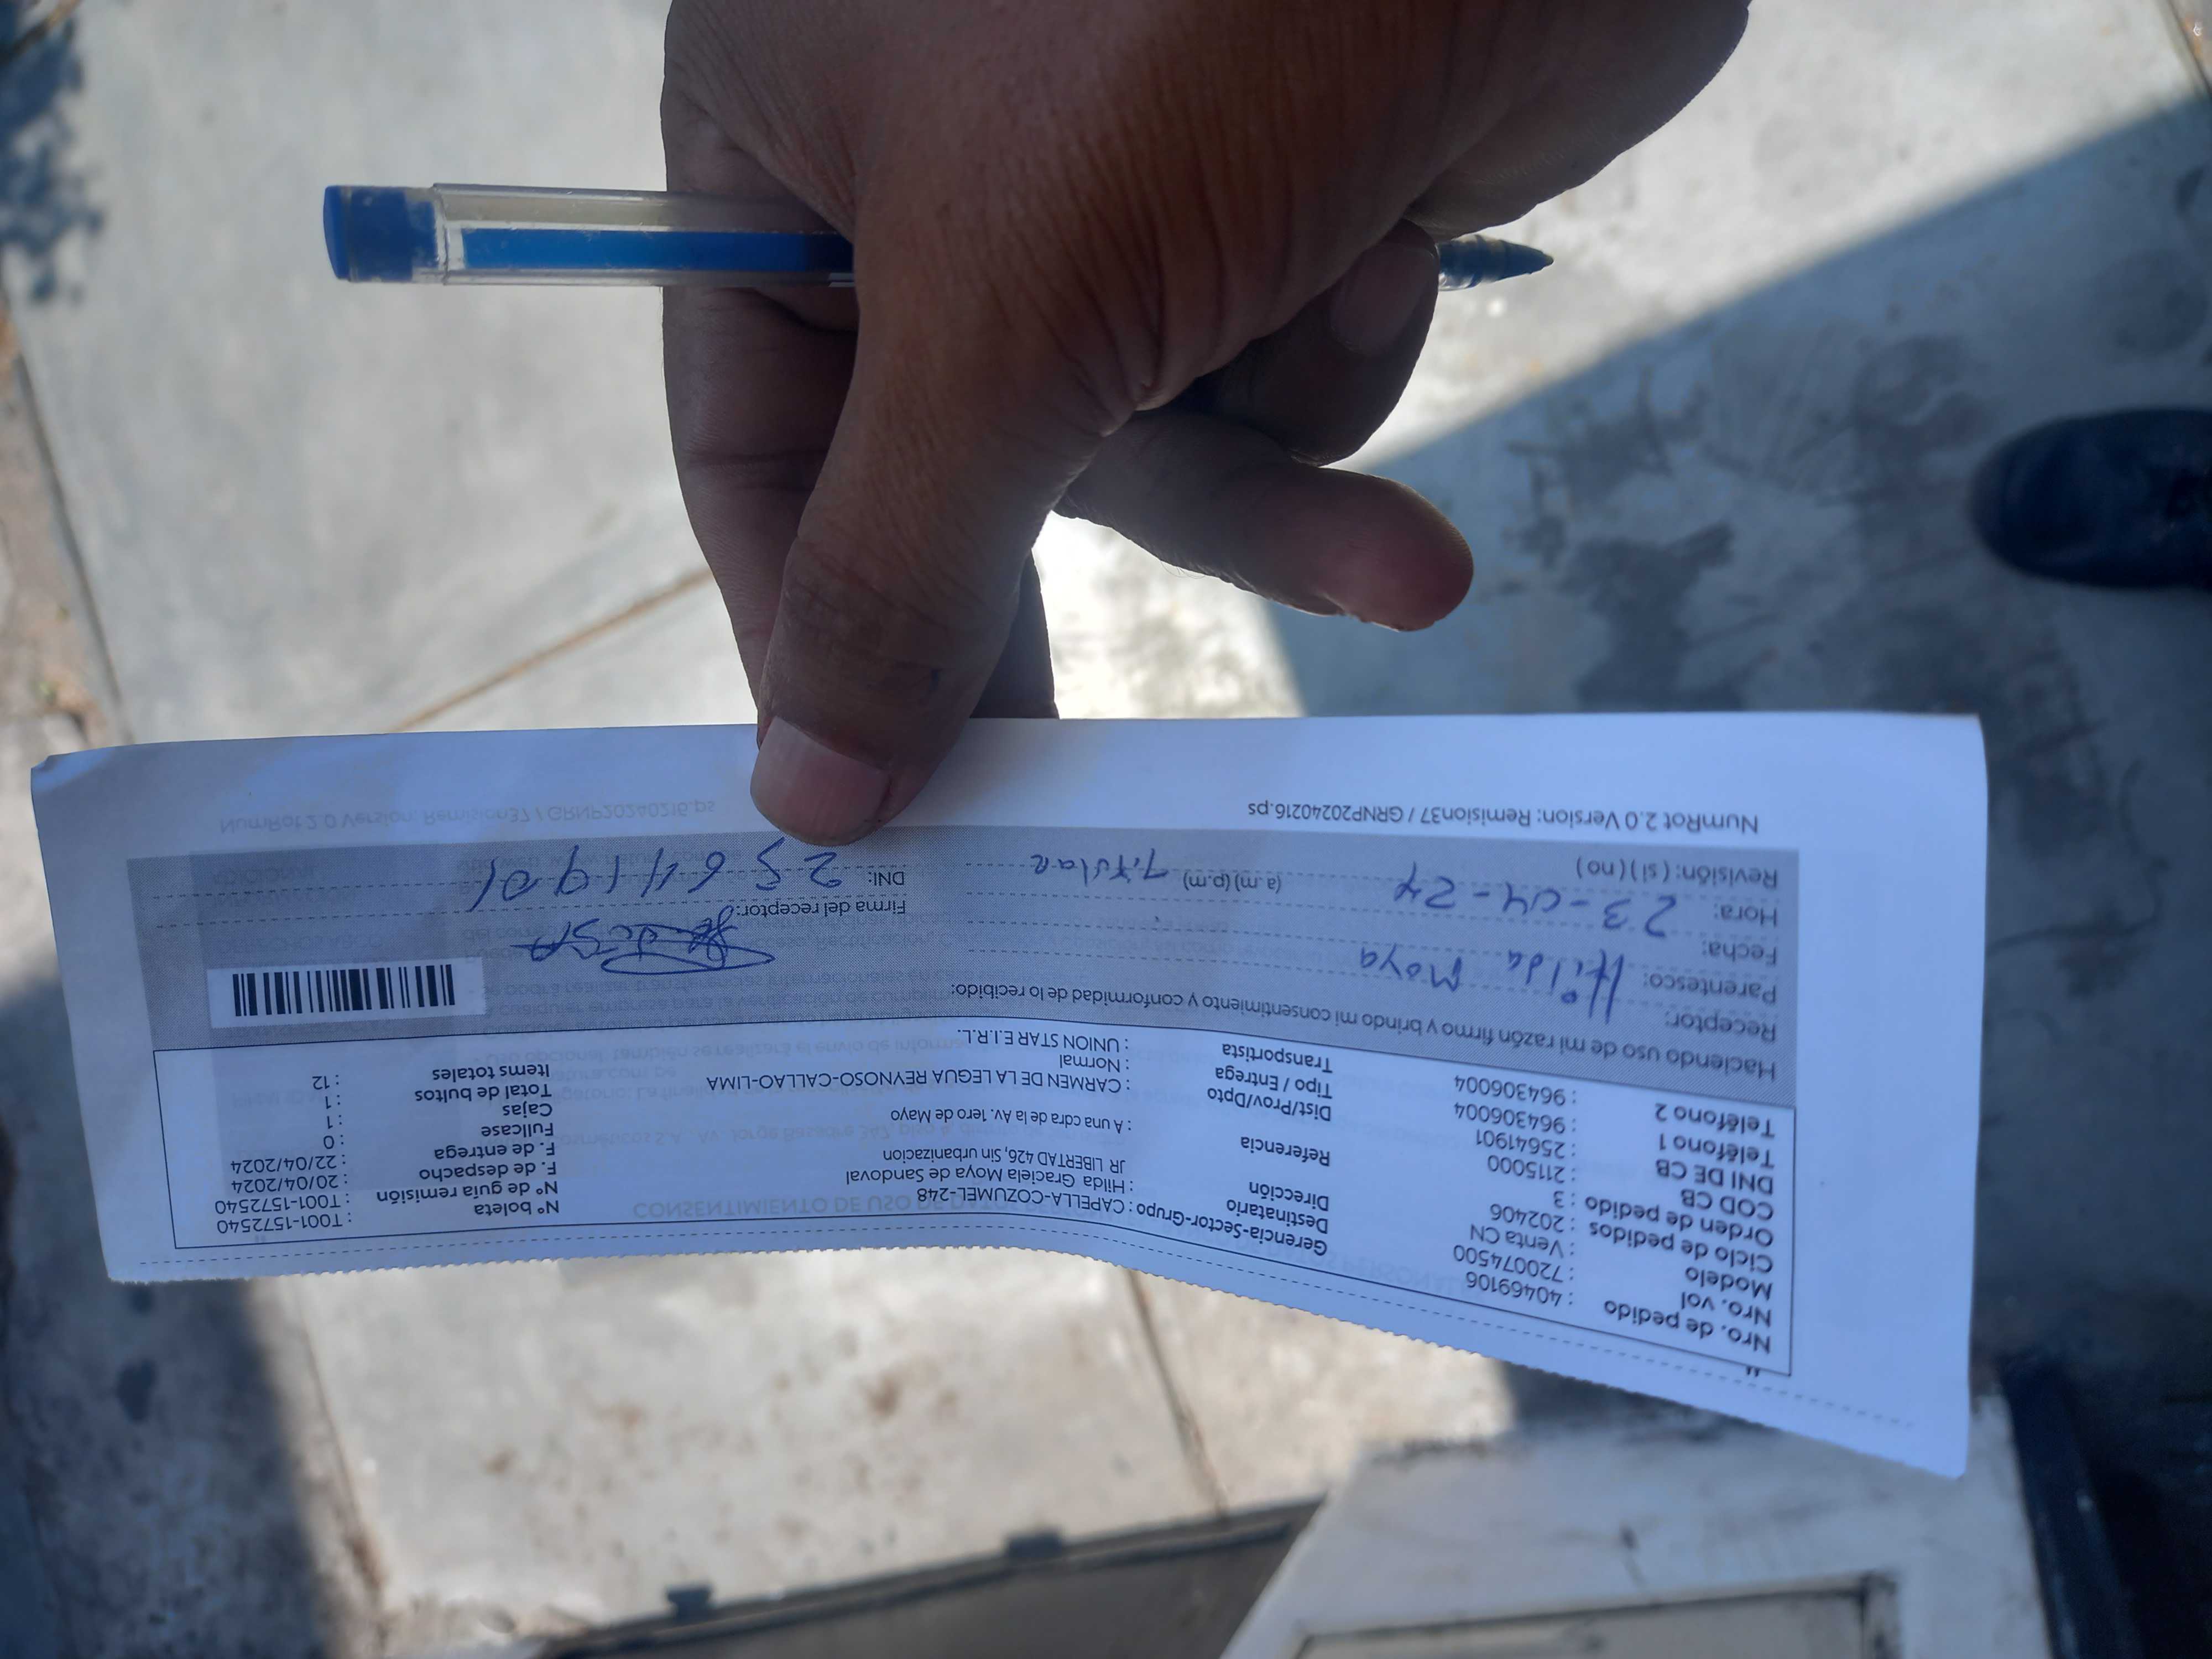 Nro. de pedido : 40469106
Nro. vol : 720074500
Modelo : Venta CN
Ciclo de pedidos : 202406
Orden de pedido : 3
COD CB : 2115000
DNI DE CB : 25641901
Teléfono 1 : 964306004
Teléfono 2 : 964306004
Gerencia-Sector-Grupo : CAPELLA-COZUMEL-248
Destinatario : Hilda Graciela Moya de Sandoval
Dirección JR LIBERTAD 426, Sin urbanizacion
Referencia : A una cdra de la Av. 1ero de Mayo
Dist/Prov/Dpto : CARMEN DE LA LEGUA REYNOSO-CALLAO-LIMA
Tipo / Entrega : Normal
Transportista : UNION STAR E.I.R.L.
N° boleta : T001-1572540
N° de guía remisión : T001-1572540
F. de despacho : 20/04/2024
F. de entrega : 22/04/2024
Fullcase : 0
Cajas : 1
Total de bultos : 1
Items totales : 12
Haciendo uso de mi razón firmo y brindo mi consentimiento y conformidad de lo recibido:
Receptor: Hilda Moya
Parentesco:
Fecha: 23-04-24
Hora: (a.m) (p.m) Titular
Revisión: ( si ) ( no )
Firma del receptor:
DNI: 25641901
NumRot 2.0 Version: Remision37 / GRNP20240216.ps